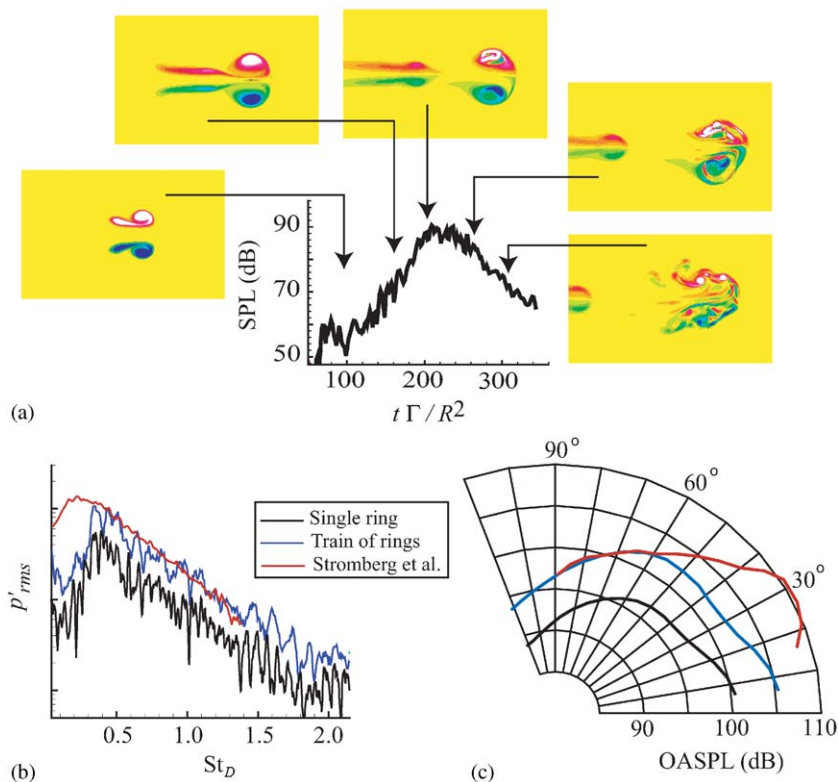 90
70
50
SPL (dB)
100
200
300
t Γ / R²
(a)
Single ring
Train of rings
Stromberg et al.
p'rms
0.5
1.0
1.5
2.0
St_D
(b)
90°
60°
30°
90
100
110
OASPL (dB)
(c)